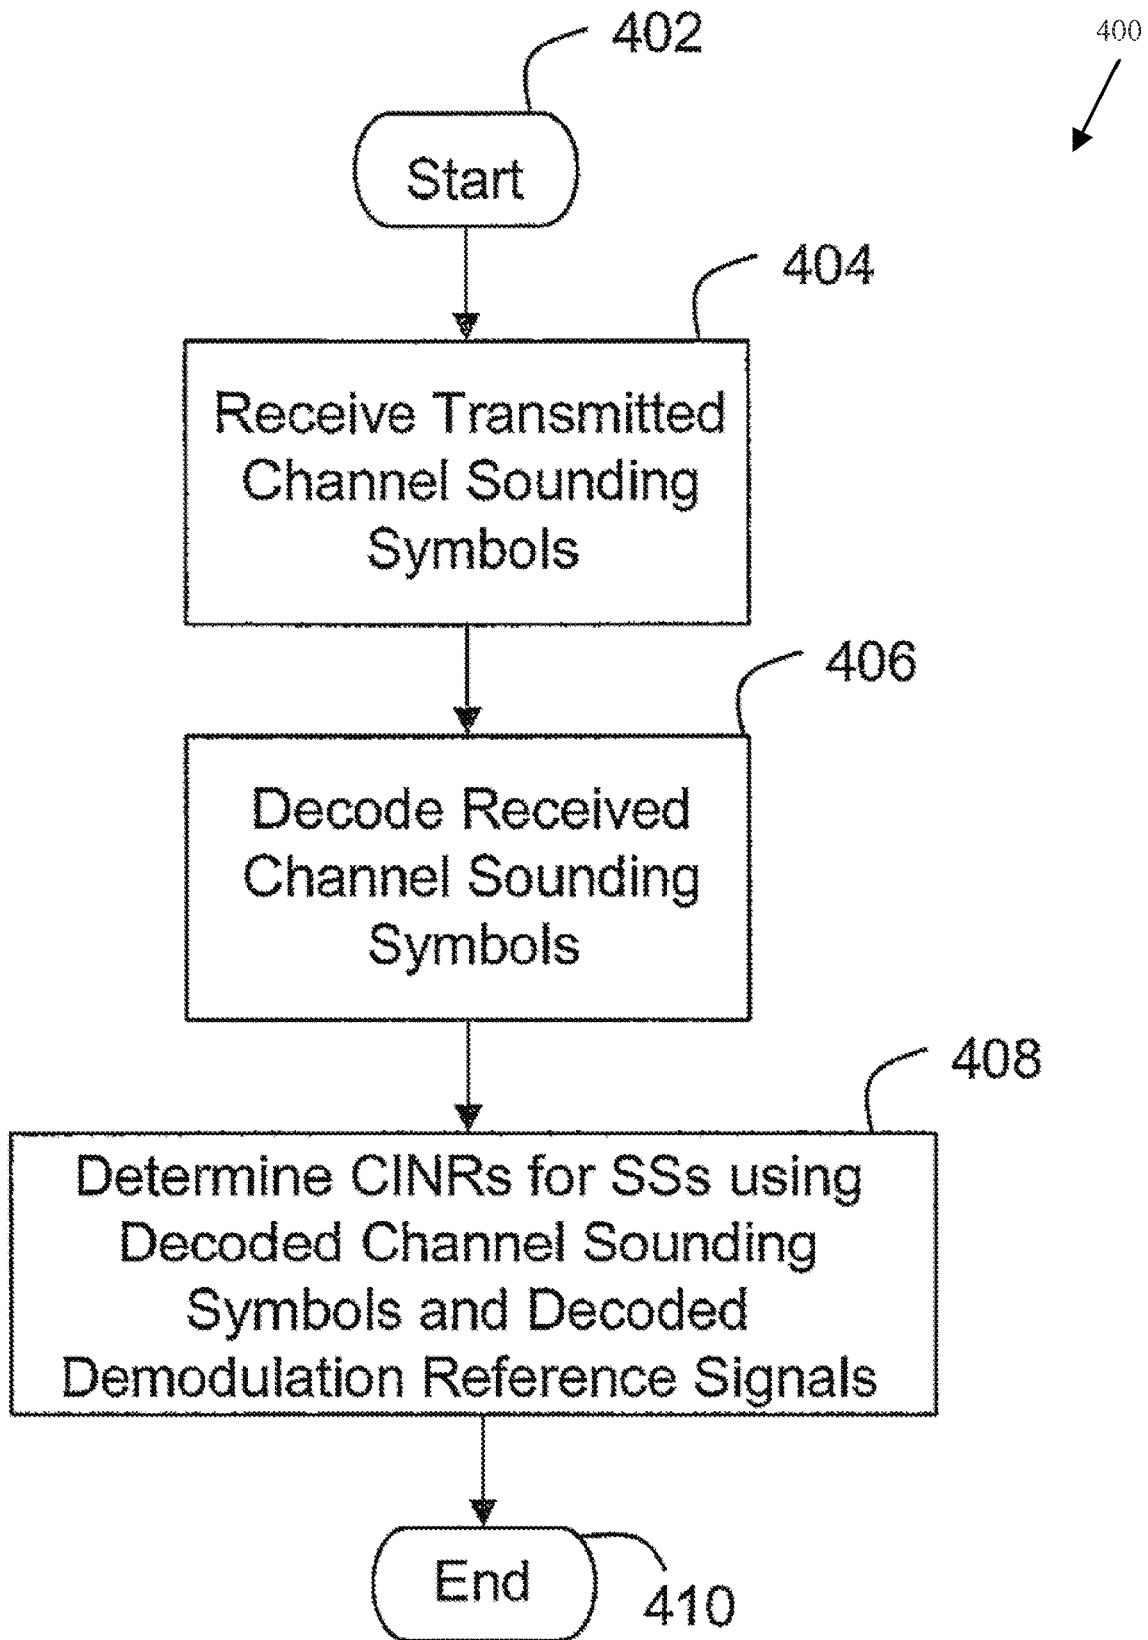 402
400
Start
404
Receive Transmitted
Channel Sounding
Symbols
406
Decode Received
Channel Sounding
Symbols
408
Determine CINRs for SSs using
Decoded Channel Sounding
Symbols and Decoded
Demodulation Reference Signals
End
410